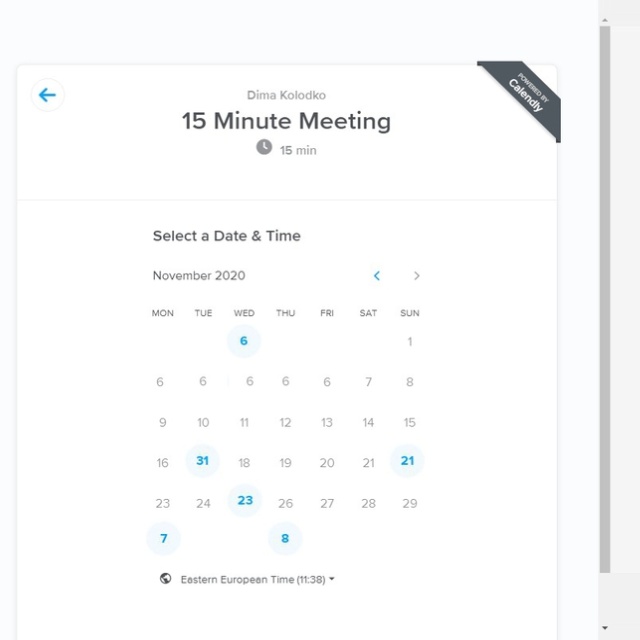 POWERED BY
Calendly
Dima Kolodko
15 Minute Meeting
15 min
Select a Date & Time
November 2020
MON TUE WED THU FRI SAT SUN
6 1
6 6 6 6 6 7 8
9 10 11 12 13 14 15
16 31 18 19 20 21 21
23 24 23 26 27 28 29
7 8
Eastern European Time (11:38)